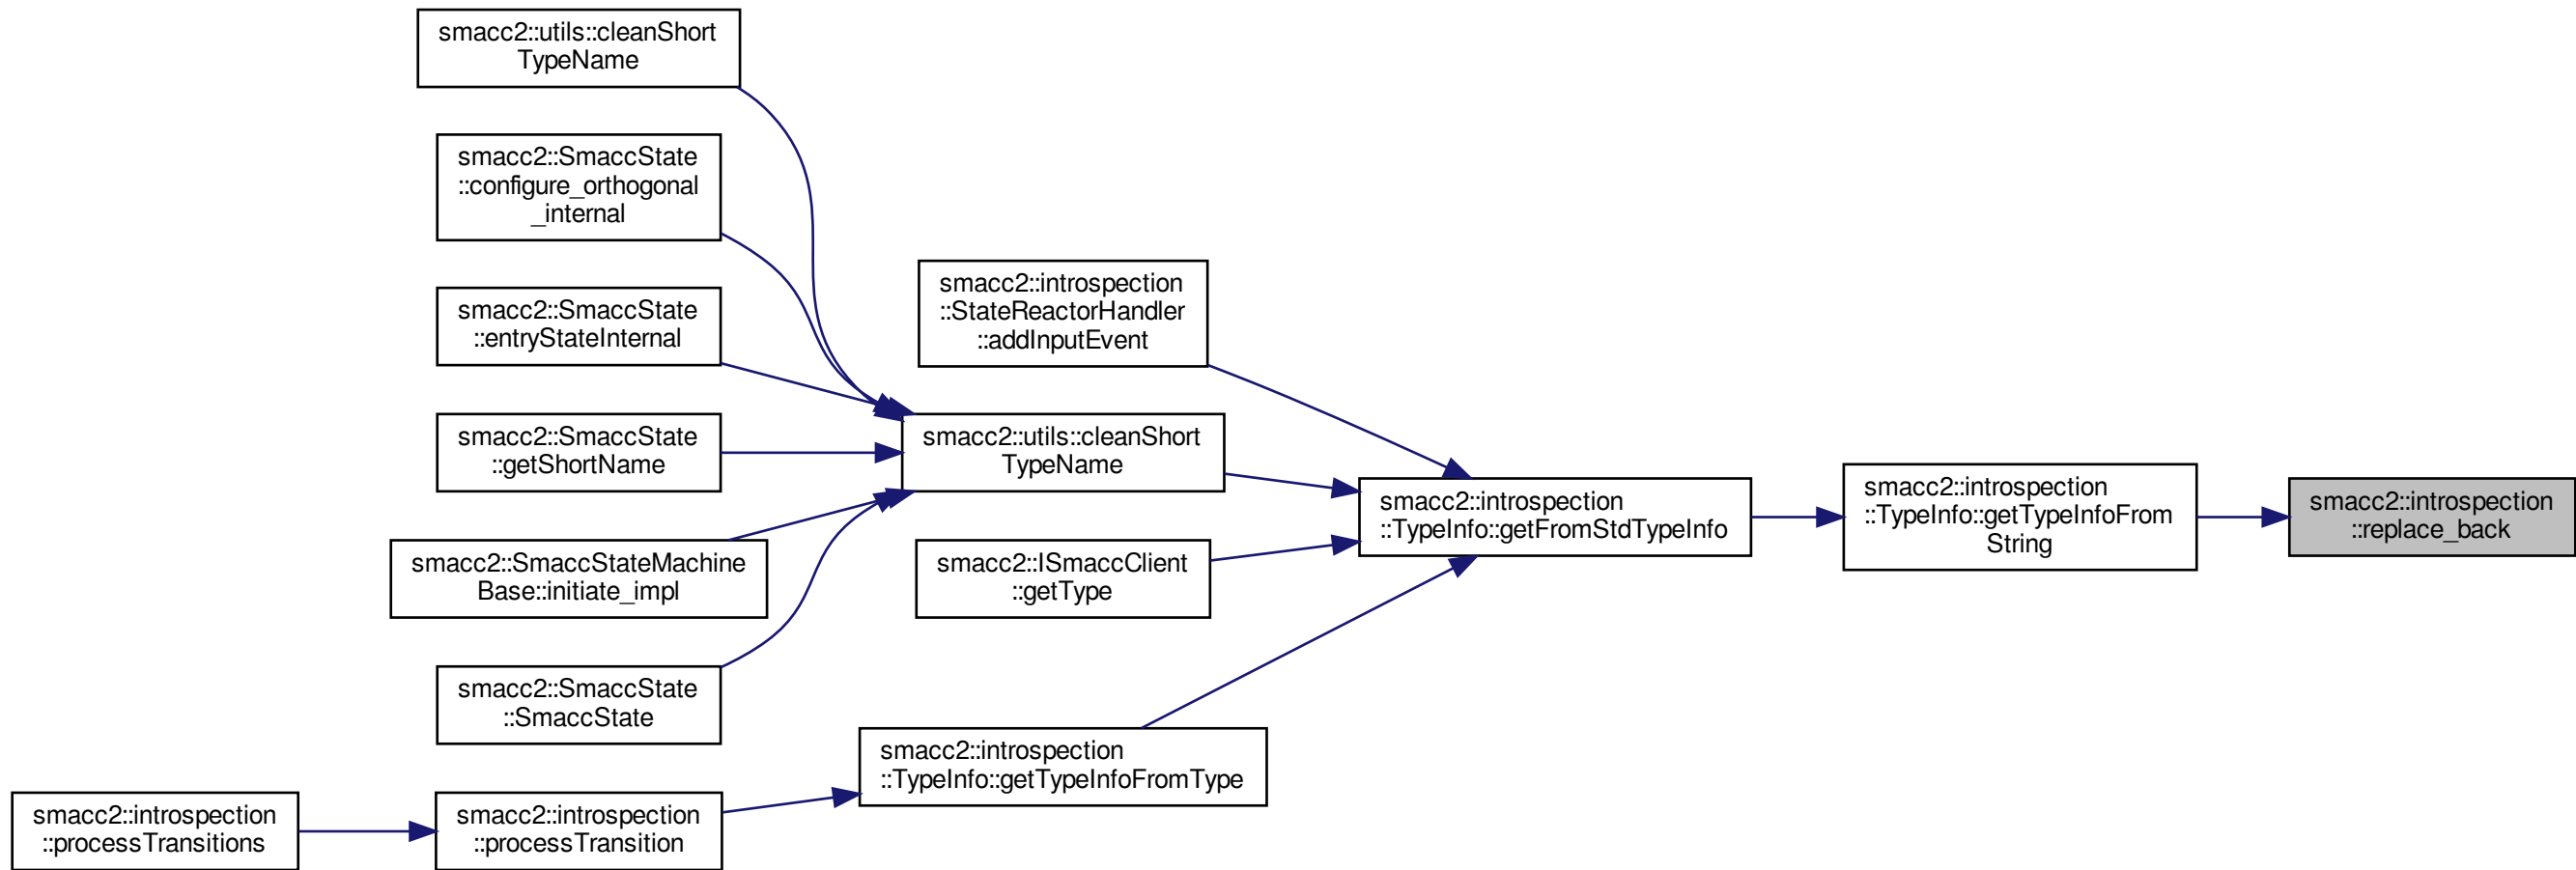 smacc2::utils::cleanShort
TypeName
smacc2::SmaccState
::configure_orthogonal
_internal
smacc2::SmaccState
::entryStateInternal
smacc2::SmaccState
::getShortName
smacc2::SmaccStateMachine
Base::initiate_impl
smacc2::SmaccState
::SmaccState
smacc2::introspection
::processTransitions
smacc2::introspection
::processTransition
smacc2::introspection
::StateReactorHandler
::addInputEvent
smacc2::utils::cleanShort
TypeName
smacc2::ISmaccClient
::getType
smacc2::introspection
::TypeInfo::getTypeInfoFromType
smacc2::introspection
::TypeInfo::getFromStdTypeInfo
smacc2::introspection
::TypeInfo::getTypeInfoFrom
String
smacc2::introspection
::replace_back